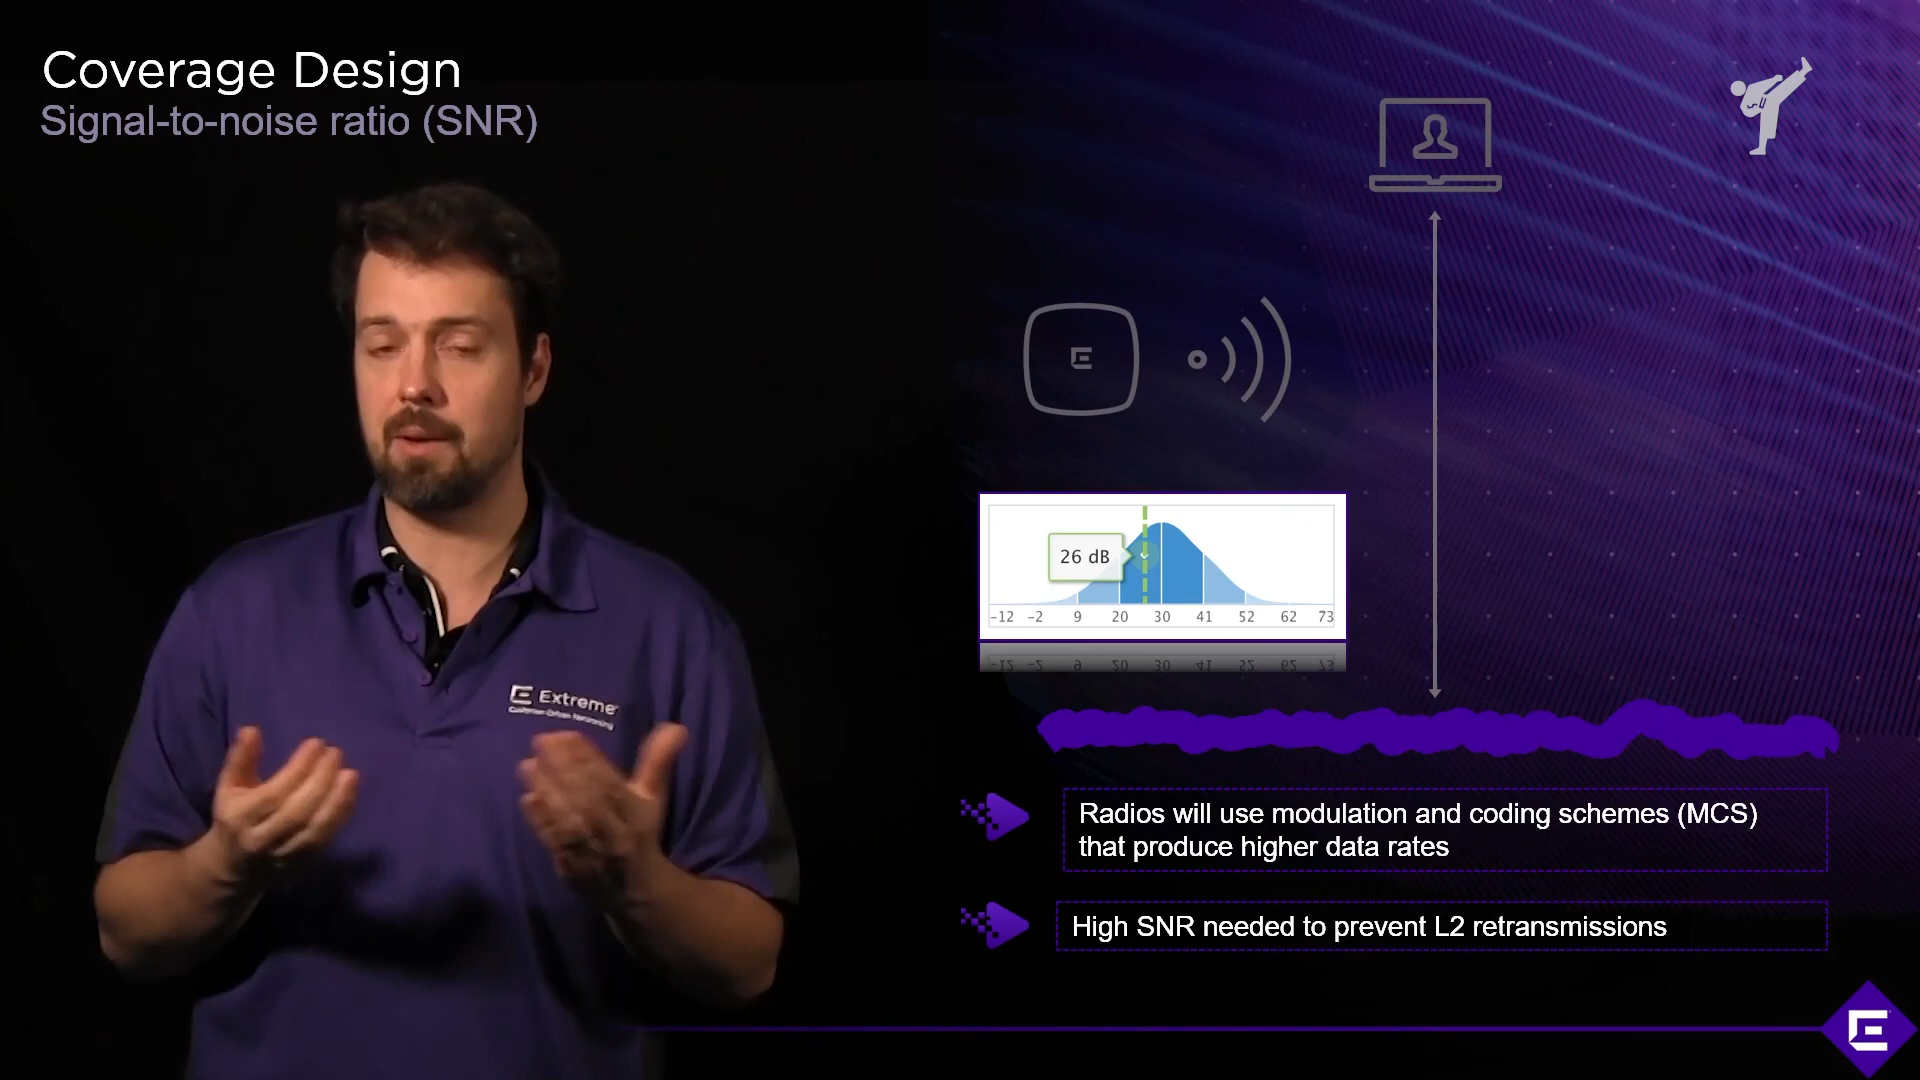 Coverage Design
Signal-to-noise ratio (SNR)
26 dB
-12 -2 9 20 30 41 52 62 73
Extreme
Radios will use modulation and coding schemes (MCS)
that produce higher data rates
High SNR needed to prevent L2 retransmissions